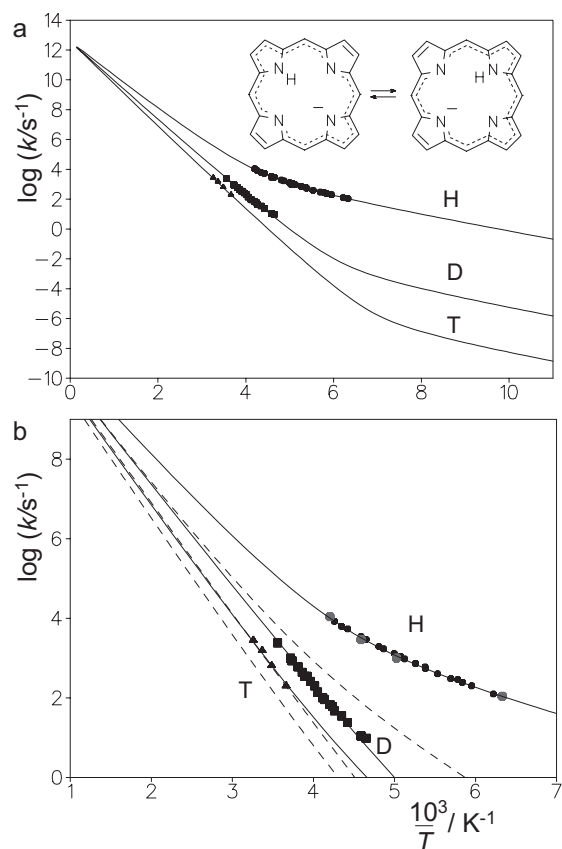 a
14
12
10
8
6
4
2
0
−2
−4
−6
−8
−10
log (k/s⁻¹)
N H N
N − N
N H N
− N N
H
D
T
0 2 4 6 8 10
b
8
6
4
2
0
log (k/s⁻¹)
H
T
D
1 2 3 4 5 6 7
10³/T / K⁻¹